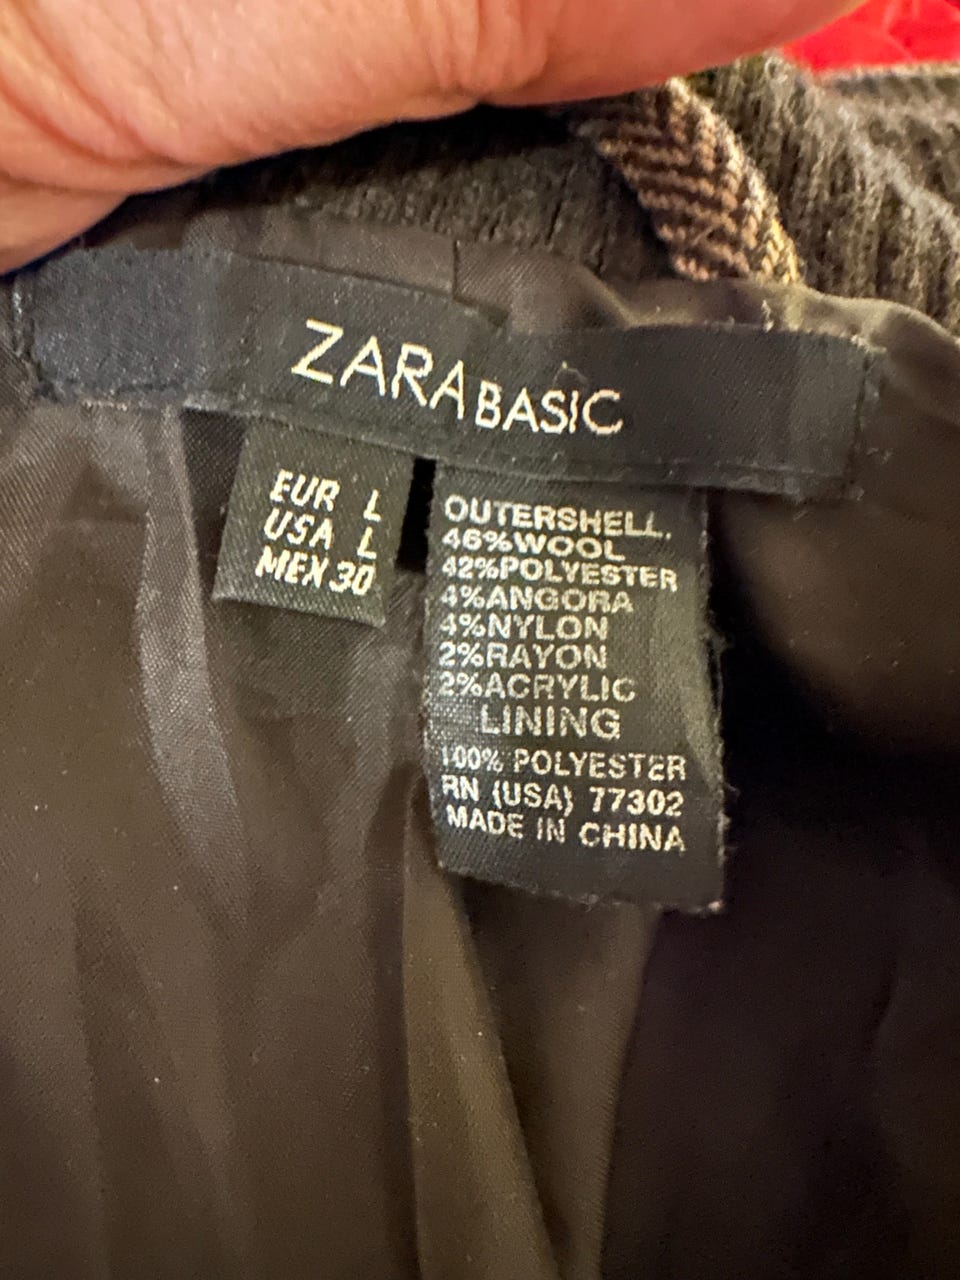 ZARA BASIC
EUR L
USA L
MEX 30
OUTERSHELL.
46%WOOL
42%POLYESTER
4%ANGORA
4%NYLON
2%RAYON
2%ACRYLIC
LINING
100% POLYESTER
RN (USA) 77302
MADE IN CHINA